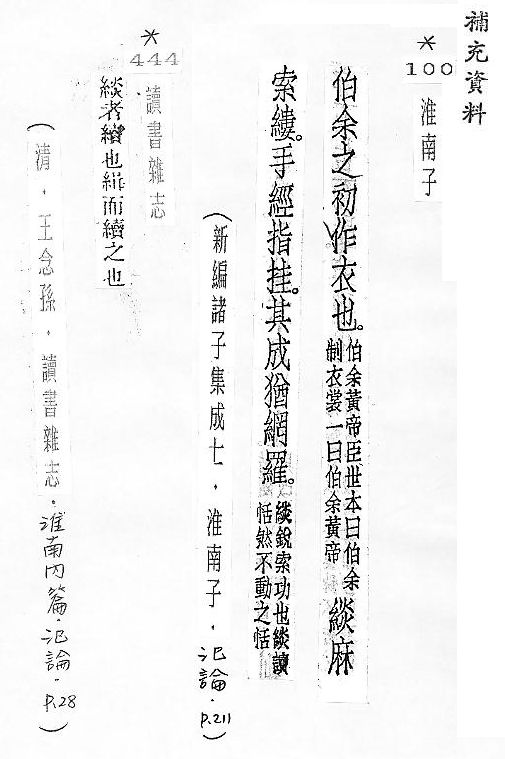 補充資料
* 100
淮南子
伯余之初作衣也。伯余黃帝臣世本曰伯余制衣裳一曰伯余黃帝緂麻
索縷。手經指挂。其成猶網羅。緂銳索功也緂讀恬然不動之恬
(新編諸子集成七，淮南子，汜論．P.211)
* 444
讀書雜志
緂者續也緝而續之也
(清，王念孫，讀書雜志．淮南內篇．汜論．P.28)